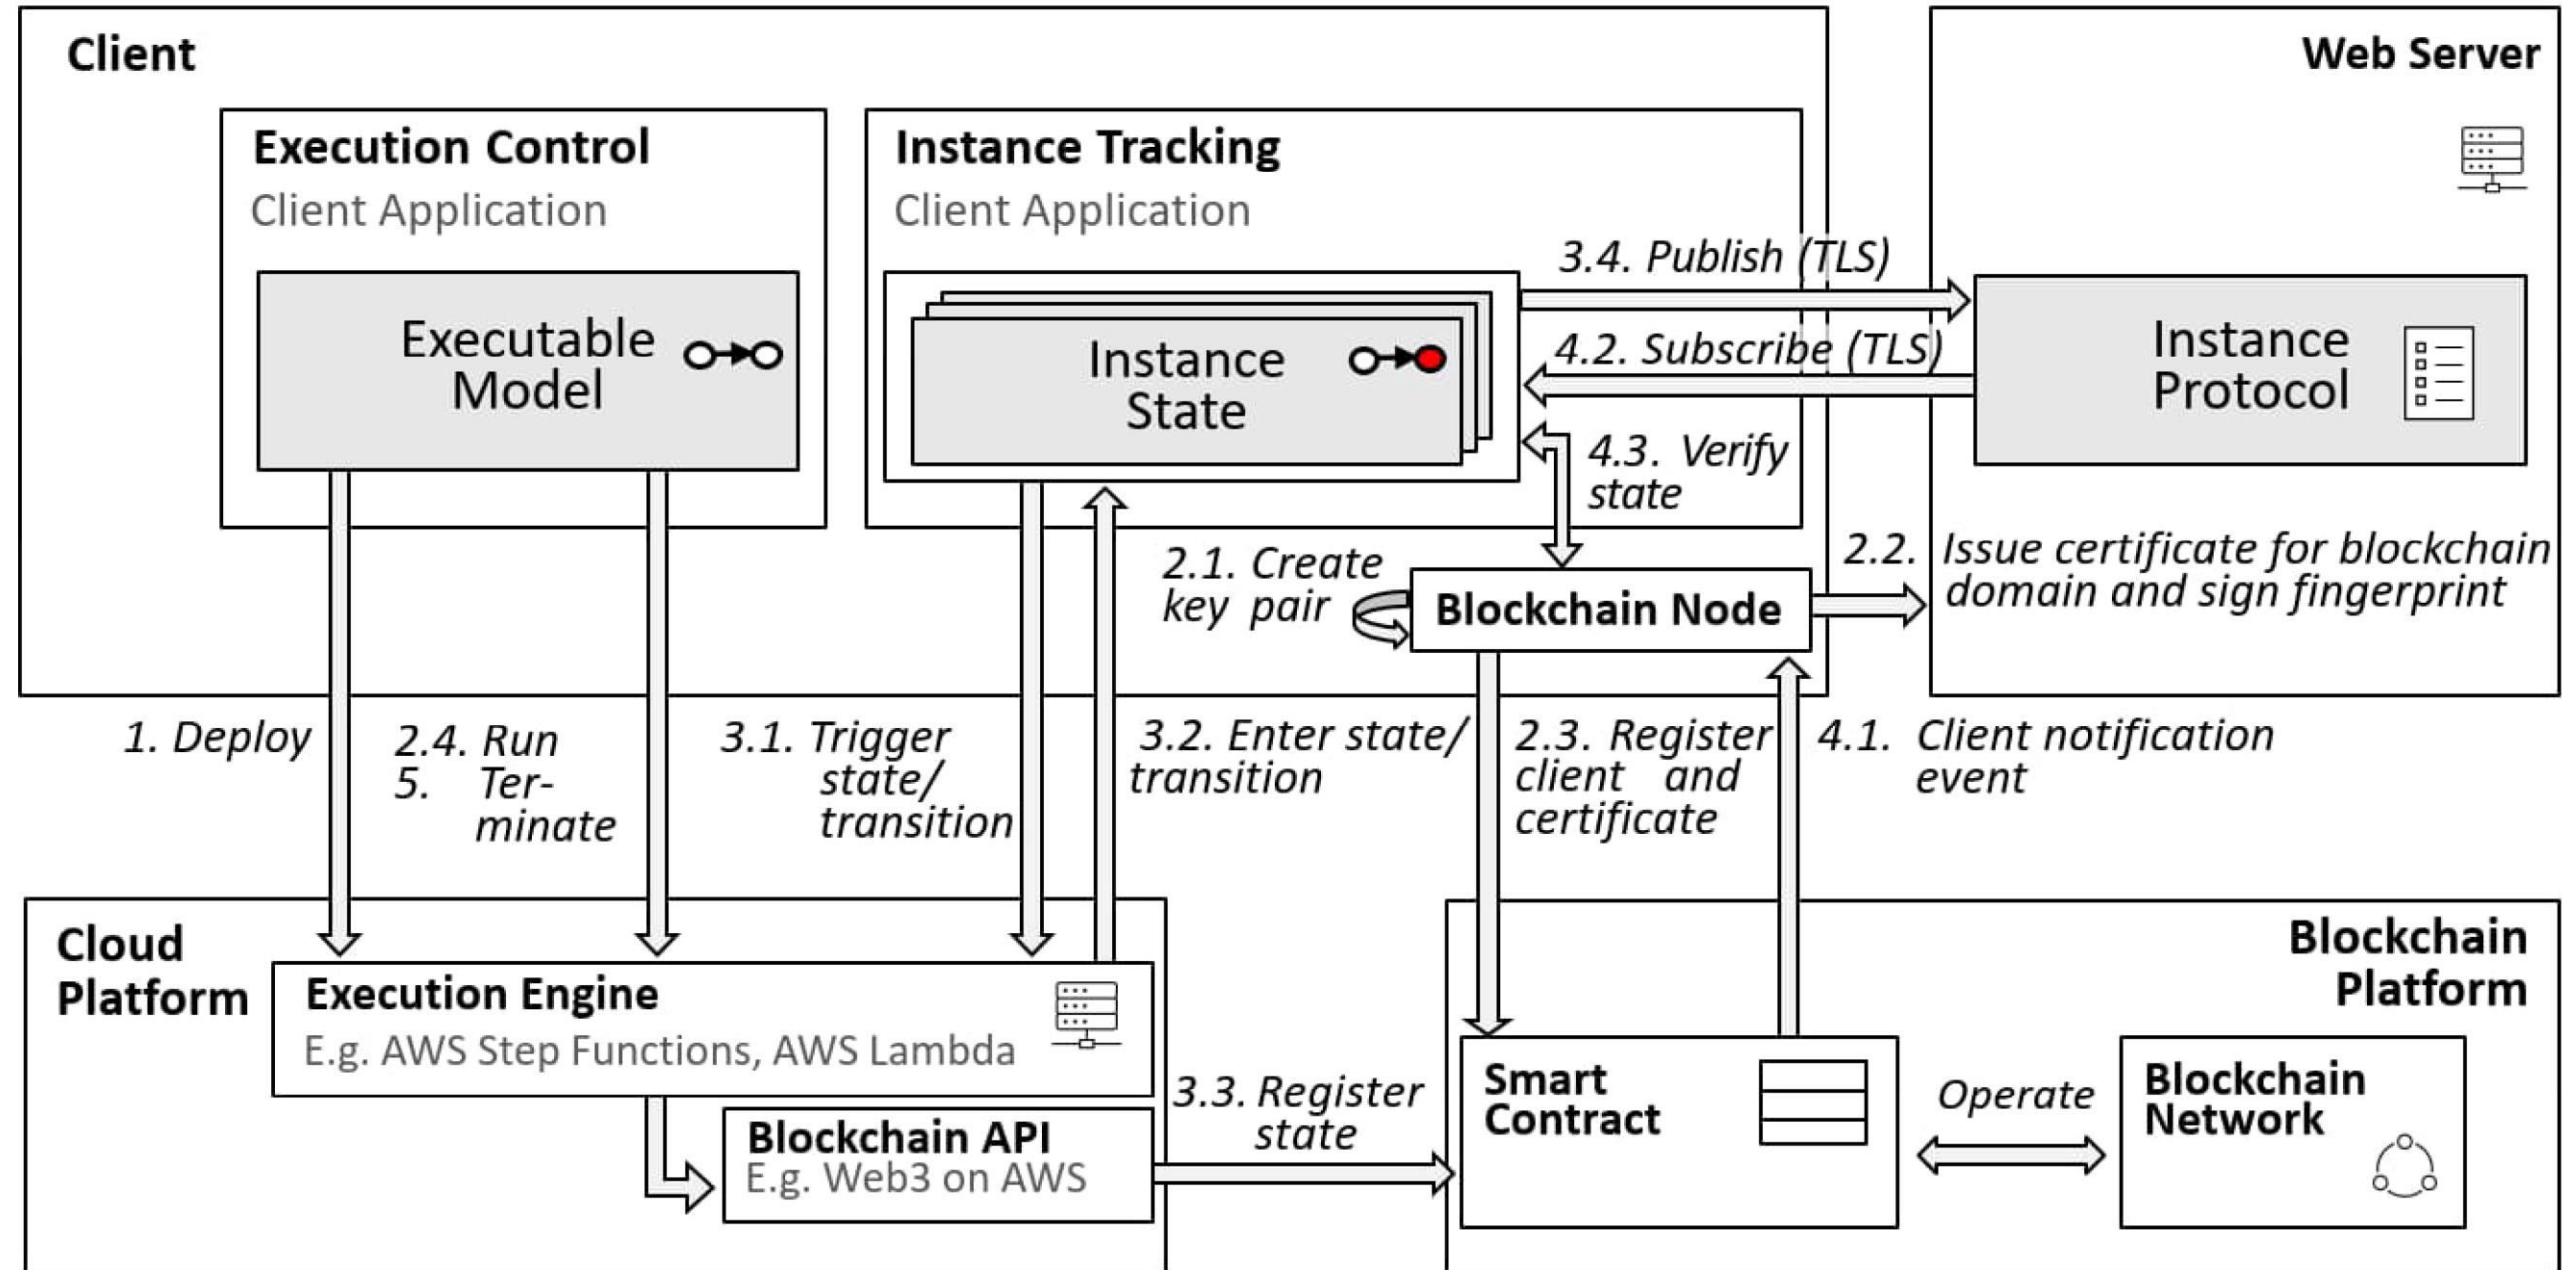 Client
Web Server
Execution Control
Client Application
Instance Tracking
Client Application
Executable
Model
Instance
State
3.4. Publish (TLS)
4.2. Subscribe (TLS)
Instance
Protocol
4.3. Verify
state
2.1. Create
key pair
Blockchain Node
2.2. Issue certificate for blockchain
domain and sign fingerprint
1. Deploy
2.4. Run
5. Ter-
minate
3.1. Trigger
state/
transition
3.2. Enter state/
transition
2.3. Register
client and
certificate
4.1. Client notification
event
Cloud
Platform
Execution Engine
E.g. AWS Step Functions, AWS Lambda
Blockchain API
E.g. Web3 on AWS
3.3. Register
state
Blockchain
Platform
Smart
Contract
Operate
Blockchain
Network